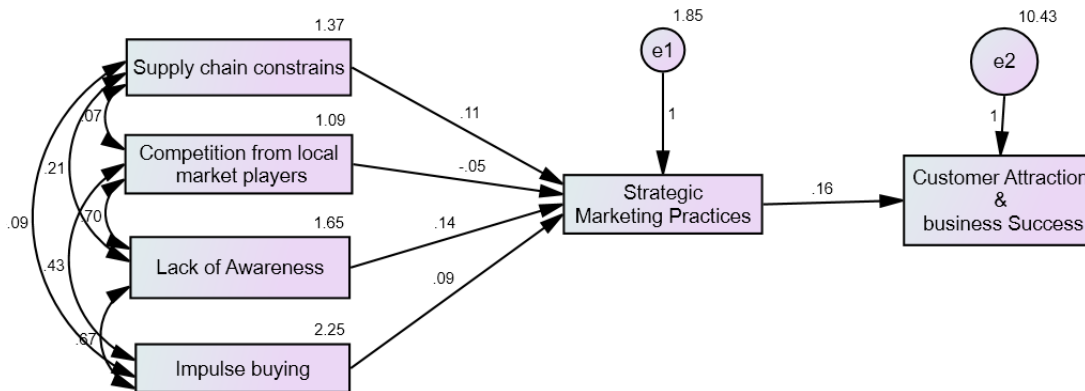 1.37
Supply chain constrains
1.09
Competition from local
market players
1.65
Lack of Awareness
2.25
Impulse buying
.07
.21
.70
.09
.43
.67
.11
-.05
.14
.09
1.85
e1
1
Strategic
Marketing Practices
.16
10.43
e2
1
Customer Attraction
&
business Success